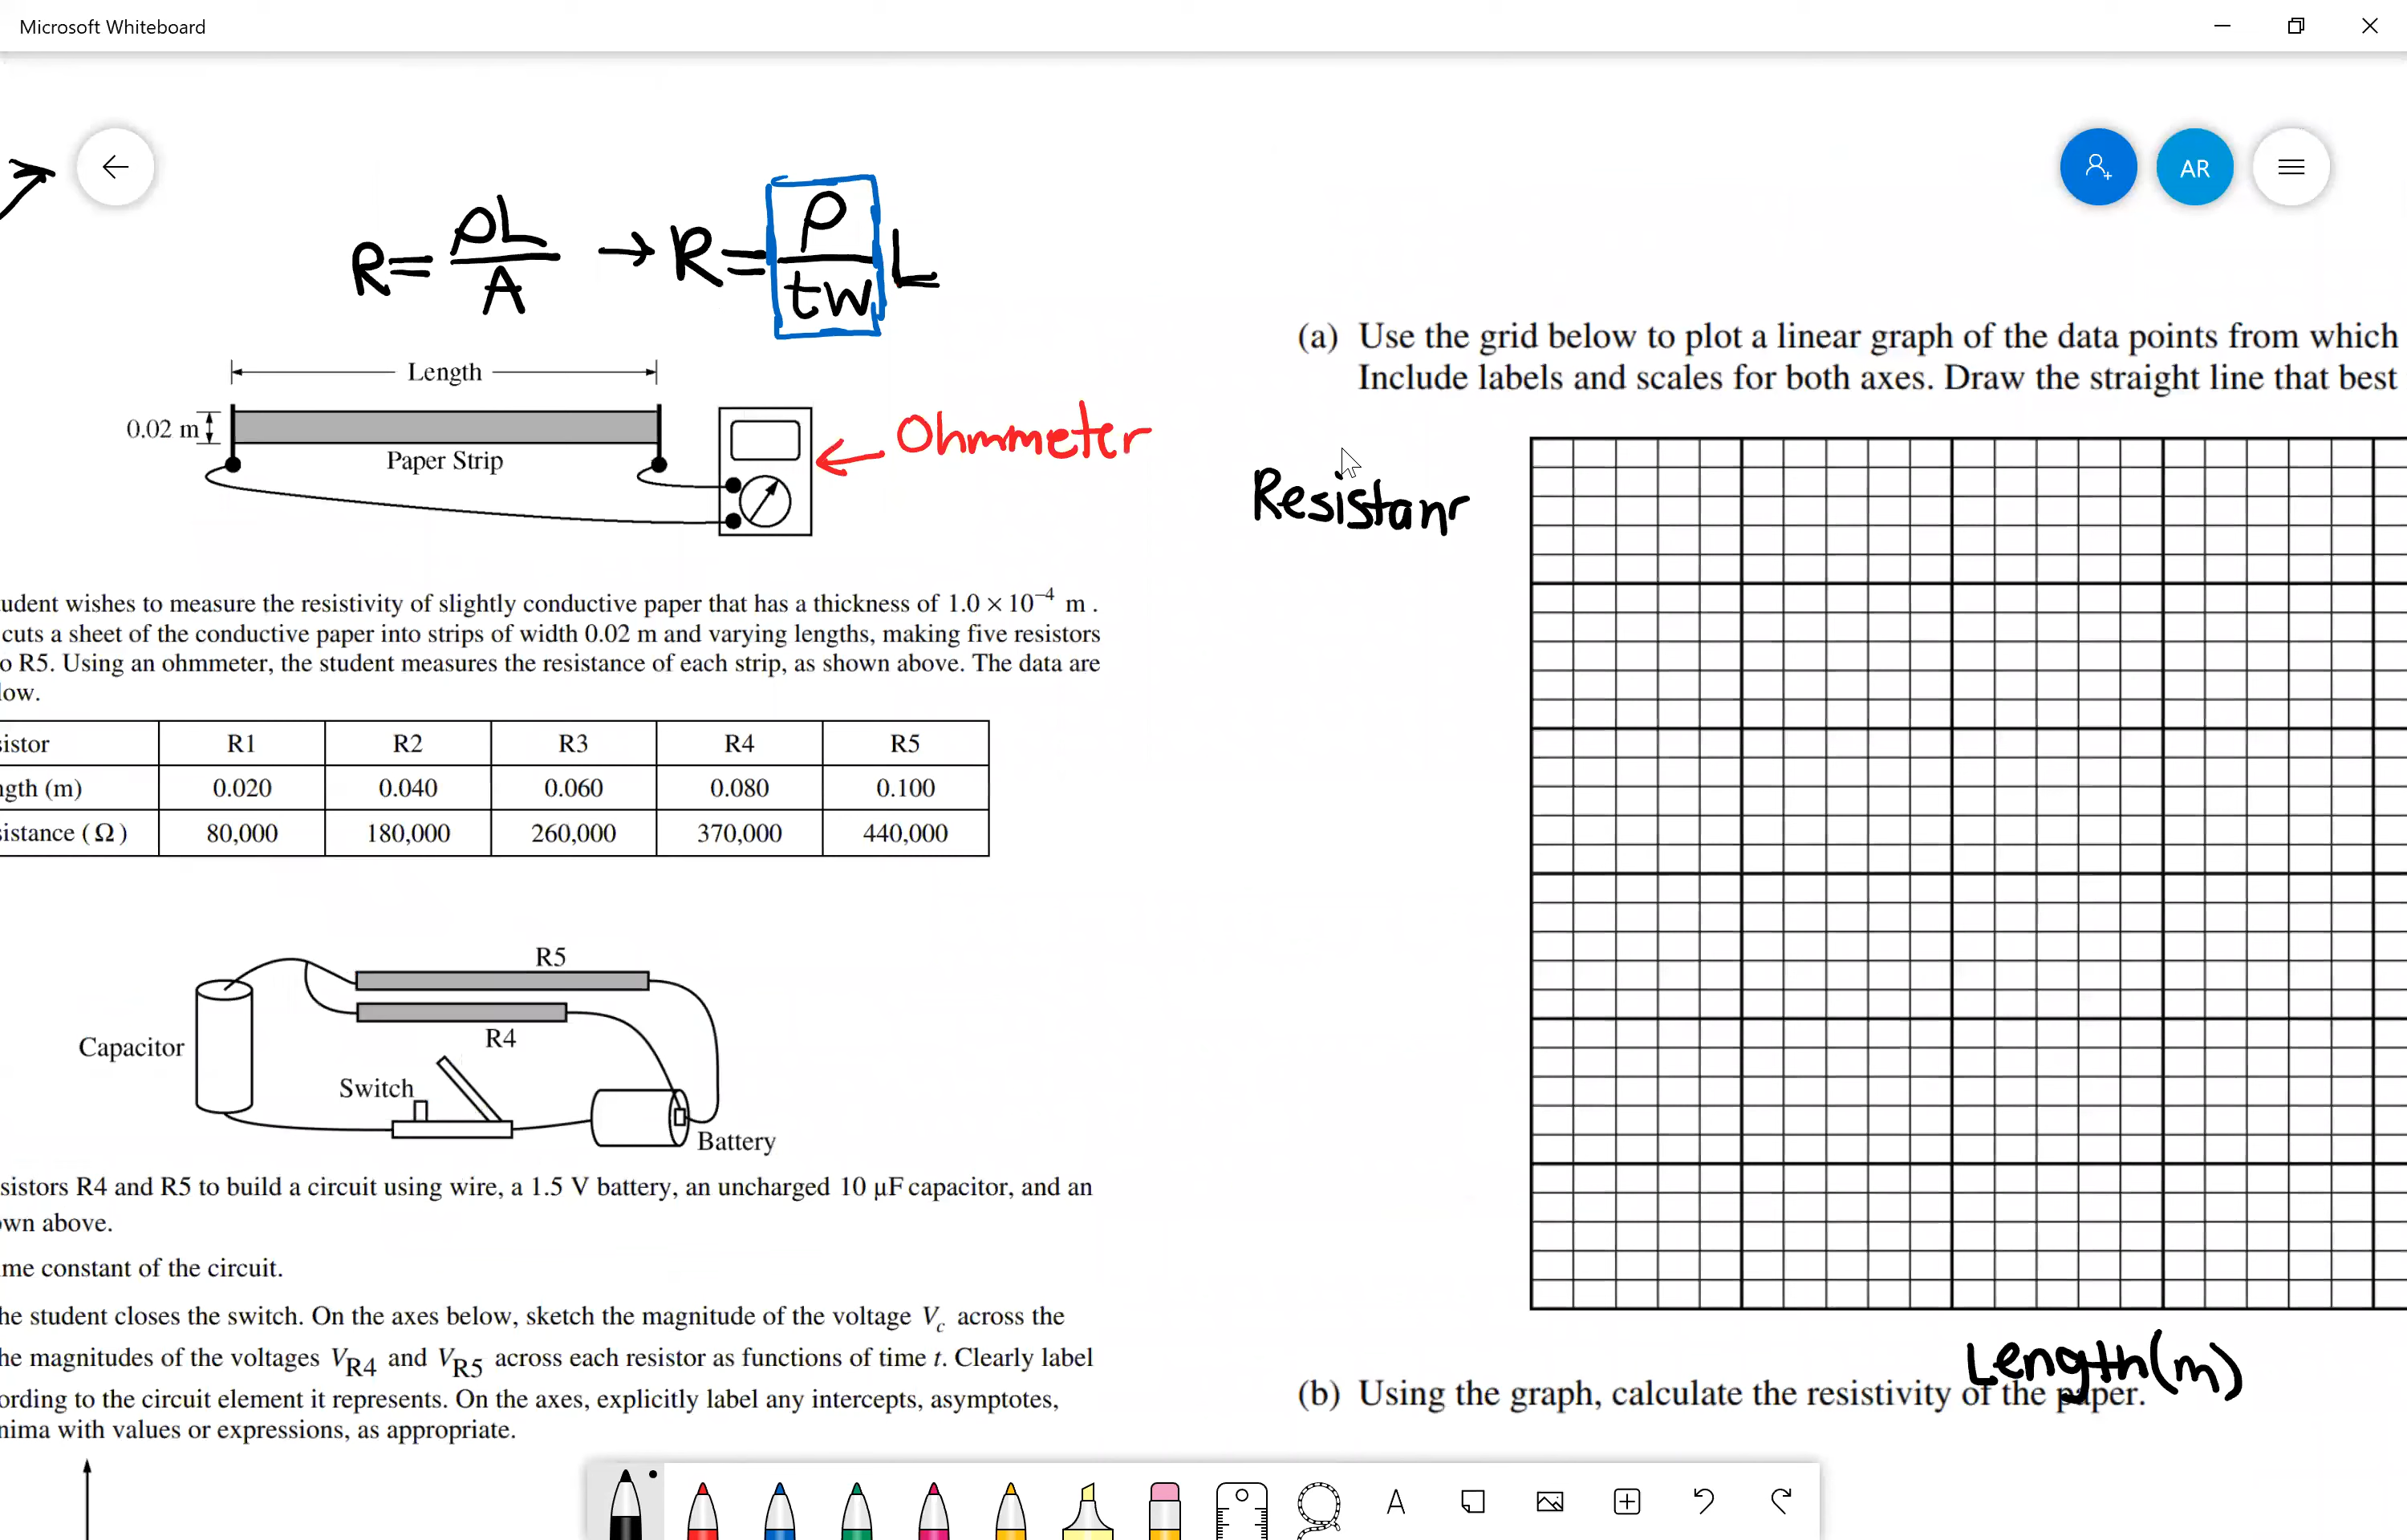 Microsoft Whiteboard
AR
R = ρL / A → R = ρ / tw L
(a) Use the grid below to plot a linear graph of the data points from which
Include labels and scales for both axes. Draw the straight line that best
Length
0.02 m
Paper Strip
Ohmmeter
Resistanr
tudent wishes to measure the resistivity of slightly conductive paper that has a thickness of 1.0 × 10⁻⁴ m .
cuts a sheet of the conductive paper into strips of width 0.02 m and varying lengths, making five resistors
o R5. Using an ohmmeter, the student measures the resistance of each strip, as shown above. The data are
low.
sistor R1 R2 R3 R4 R5
ngth (m) 0.020 0.040 0.060 0.080 0.100
sistance (Ω) 80,000 180,000 260,000 370,000 440,000
R5
R4
Capacitor
Switch
Battery
sistors R4 and R5 to build a circuit using wire, a 1.5 V battery, an uncharged 10 μF capacitor, and an
own above.
me constant of the circuit.
he student closes the switch. On the axes below, sketch the magnitude of the voltage Vc across the
he magnitudes of the voltages VR4 and VR5 across each resistor as functions of time t. Clearly label
ording to the circuit element it represents. On the axes, explicitly label any intercepts, asymptotes,
nima with values or expressions, as appropriate.
Length(m)
(b) Using the graph, calculate the resistivity of the paper.